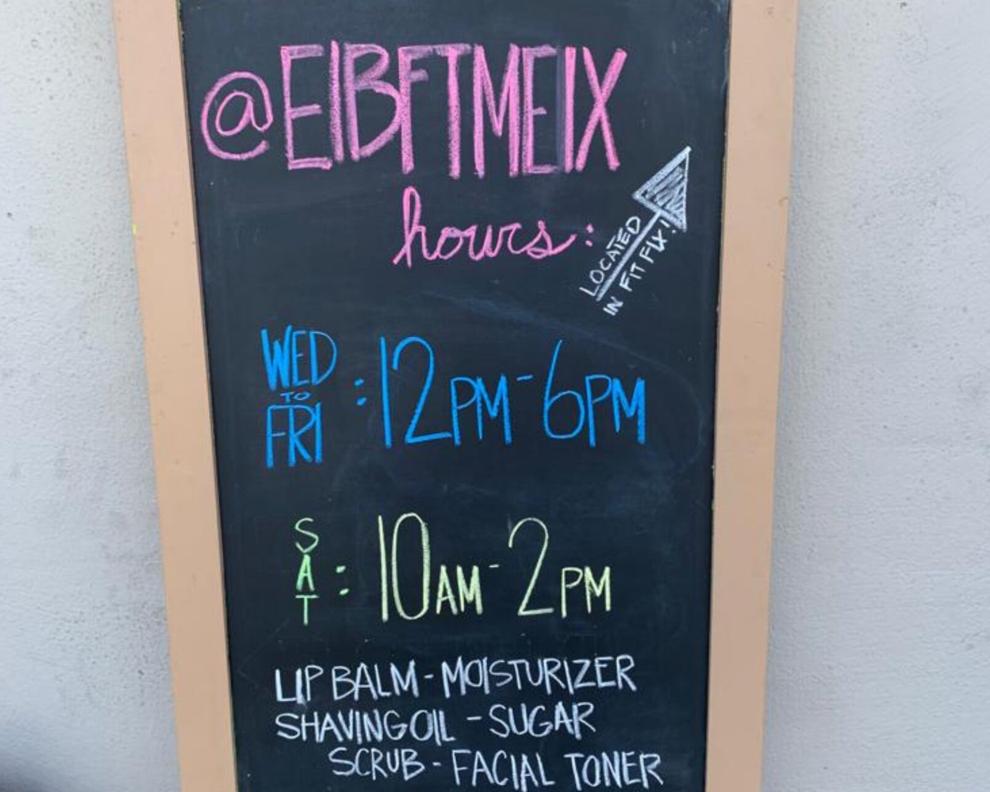 @EIBFTMEIX
hours:
LOCATED
IN FIT FIX!
WED
TO
FRI
: 12PM-6PM
S
A
T
: 10AM-2PM
LIP BALM - MOISTURIZER
SHAVING OIL - SUGAR
SCRUB - FACIAL TONER